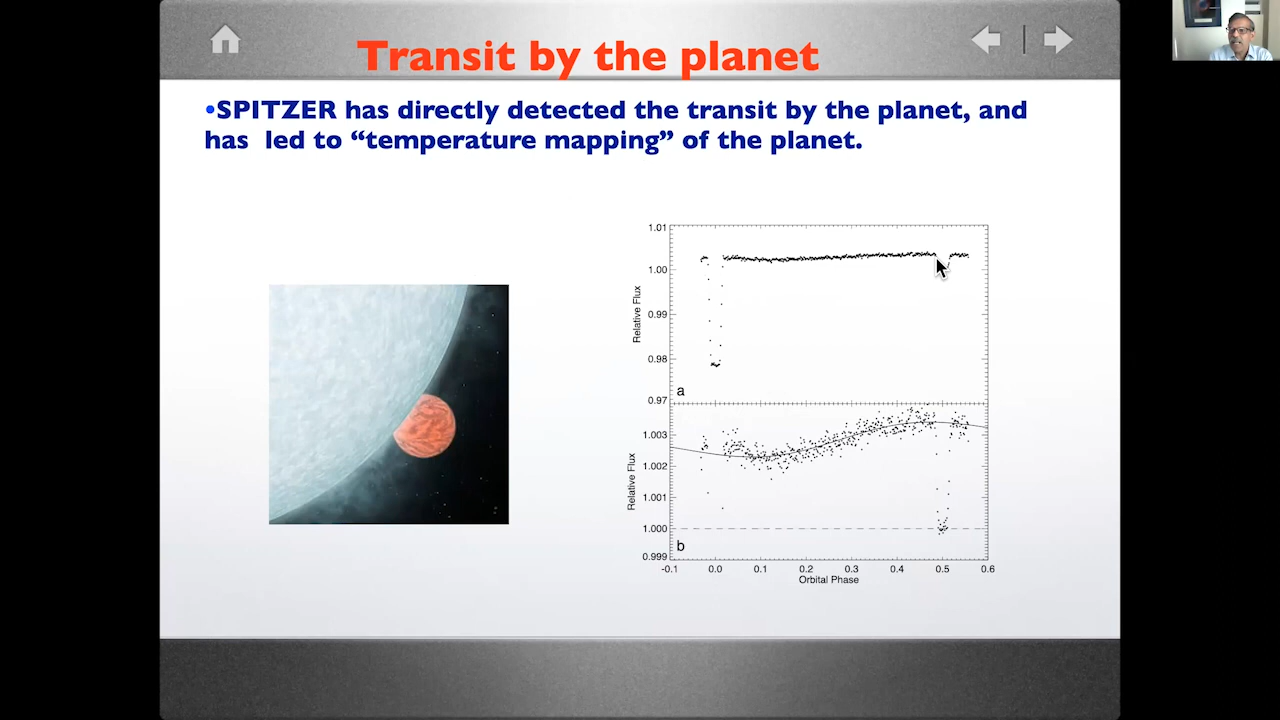 Transit by the planet
•SPITZER has directly detected the transit by the planet, and
has led to “temperature mapping” of the planet.
1.01
1.00
0.99
0.98
0.97
Relative Flux
a
1.003
1.002
1.001
1.000
0.999
Relative Flux
b
-0.1 0.0 0.1 0.2 0.3 0.4 0.5 0.6
Orbital Phase